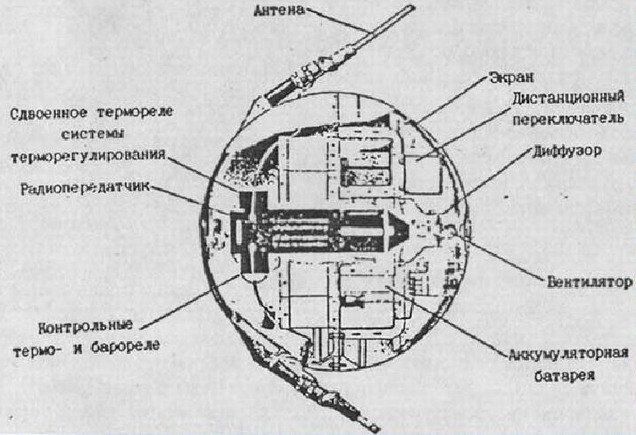 Антена
Экран
Дистанционный
переключатель
Сдвоенное термореле
системы
терморегулирования
Диффузор
Радиопередатчик
Вентилятор
Контрольные
термо- и барореле
Аккумуляторная
батарея